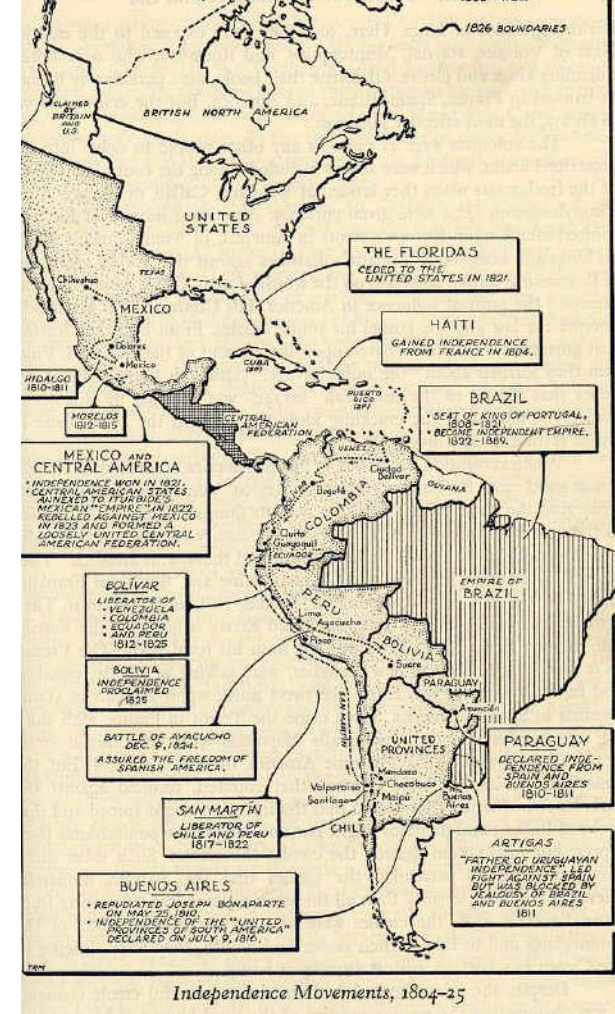 1826 BOUNDARIES
CLAIMED
BY
BRITAIN
AND
U.S.
BRITISH NORTH AMERICA
UNITED
STATES
THE FLORIDAS
CEDED TO THE
UNITED STATES IN 1821.
TEXAS
Chihuahua
MEXICO
Dolores
Mexico
HAITI
GAINED INDEPENDENCE
FROM FRANCE IN 1804.
CUBA
(SP.)
PUERTO
RICO
(SP.)
HIDALGO
1810-1811
MORELOS
1812-1815
CENTRAL
AMERICAN
FEDERATION
BRAZIL
• SEAT OF KING OF PORTUGAL,
1808-1821
• BECAME INDEPENDENT EMPIRE,
1822-1889.
MEXICO AND
CENTRAL AMERICA
• INDEPENDENCE WON IN 1821.
• CENTRAL AMERICAN STATES
ANNEXED TO ITURBIDE'S
MEXICAN "EMPIRE" IN 1822,
REBELLED AGAINST MEXICO
IN 1823 AND FORMED A
LOOSELY UNITED CENTRAL
AMERICAN FEDERATION.
VENEZ.
Ciudad
Bolívar
GUIANA
Bogotá
COLOMBIA
Quito
Guayaquil
ECUADOR
EMPIRE OF
BRAZIL
PERU
BOLÍVAR
LIBERATOR OF
• VENEZUELA
• COLOMBIA
• ECUADOR
• AND PERU
1812-1825
Lima
Ayacucho
Pisco
BOLIVIA
Sucre
BOLIVIA
INDEPENDENCE
PROCLAIMED
1825
PARAGUAY
Asunción
SAN MARTIN
BATTLE OF AYACUCHO
DEC. 9, 1824.
ASSURED THE FREEDOM OF
SPANISH AMERICA.
UNITED
PROVINCES
PARAGUAY
DECLARED INDE-
PENDENCE FROM
SPAIN AND
BUENOS AIRES
1810-1811
Mendoza
Valparaiso
Chacabuco
Santiago
Maipú
Buenos
Aires
SAN MARTÍN
LIBERATOR OF
CHILE AND PERU
1817-1822
CHILE
ARTIGAS
"FATHER OF URUGUAYAN
INDEPENDENCE". LED
FIGHT AGAINST SPAIN
BUT WAS BLOCKED BY
JEALOUSY OF BRAZIL
AND BUENOS AIRES
1811
BUENOS AIRES
• REPUDIATED JOSEPH BONAPARTE
ON MAY 25, 1810.
• INDEPENDENCE OF THE "UNITED
PROVINCES OF SOUTH AMERICA"
DECLARED ON JULY 9, 1816.
TRM
Independence Movements, 1804-25